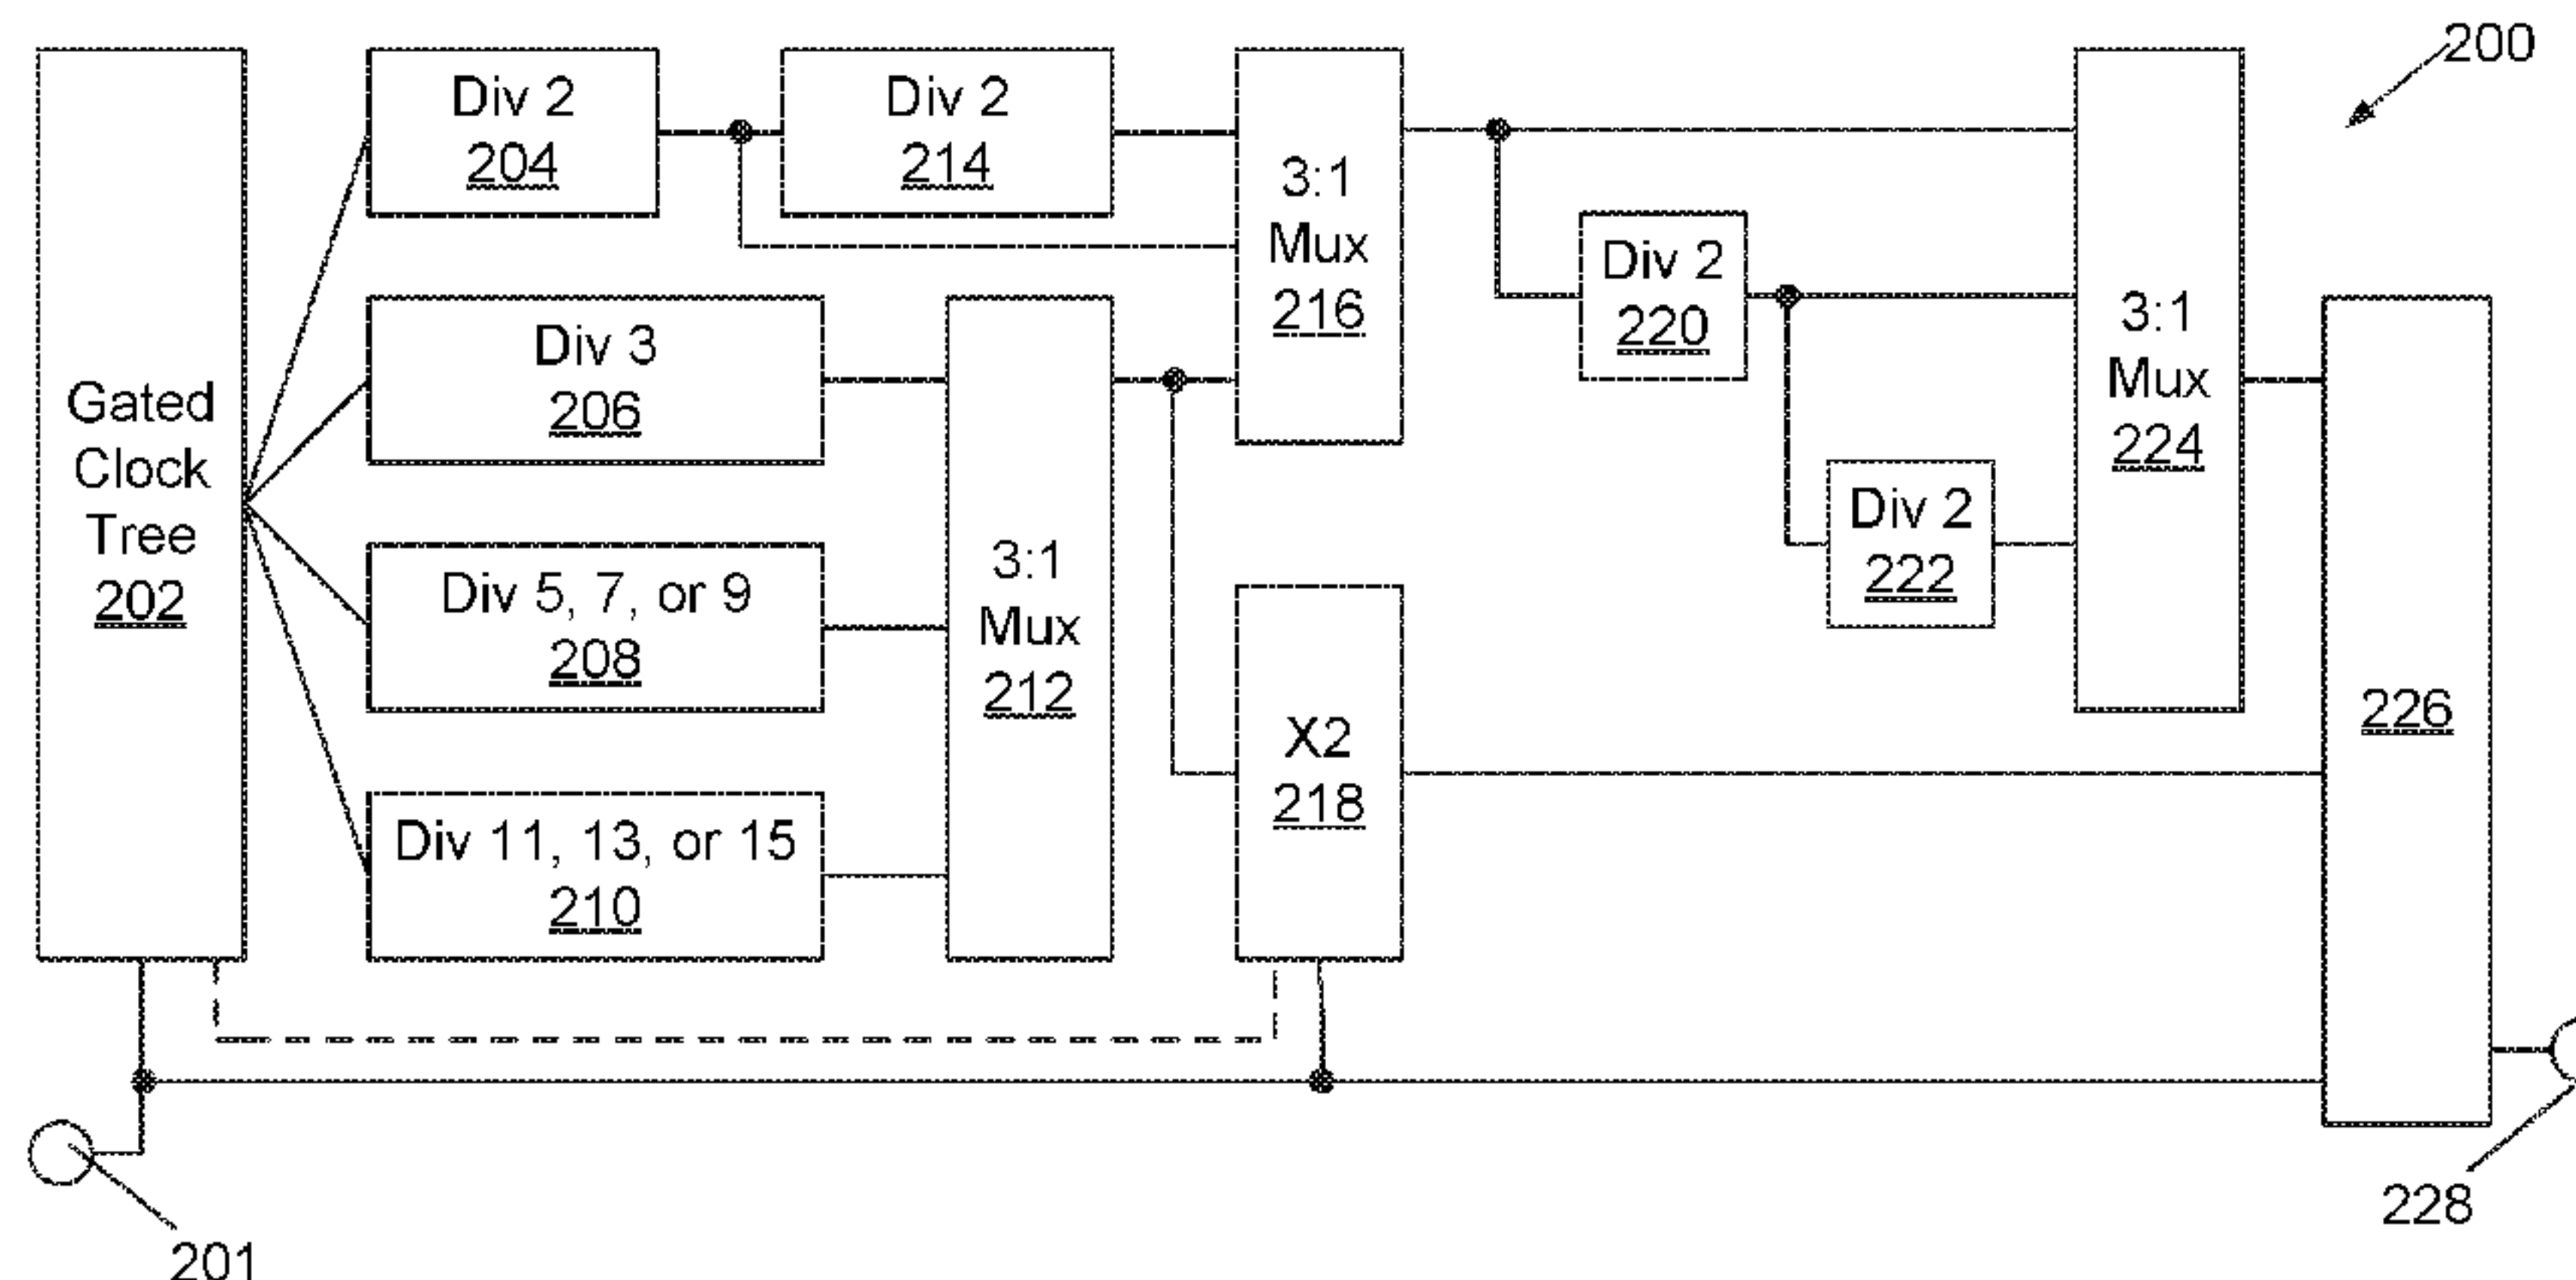 200
Div 2
204
Div 2
214
3:1
Mux
216
Div 2
220
3:1
Mux
224
Gated
Clock
Tree
202
Div 3
206
Div 5, 7, or 9
208
Div 11, 13, or 15
210
3:1
Mux
212
X2
218
Div 2
222
226
201
228